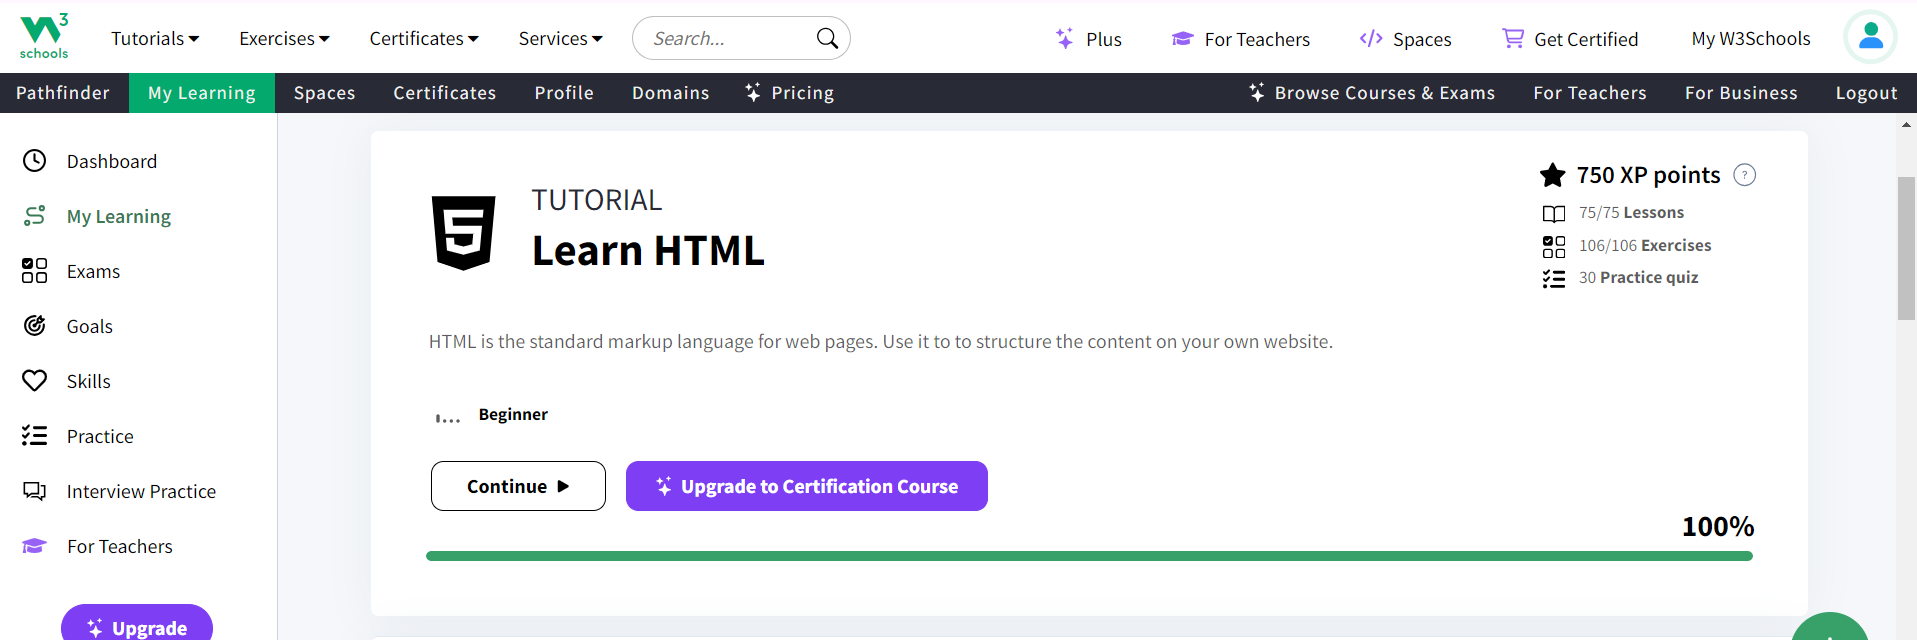 W3 schools
Tutorials Exercises Certificates Services Search... Plus For Teachers Spaces Get Certified My W3Schools
Pathfinder My Learning Spaces Certificates Profile Domains Pricing Browse Courses & Exams For Teachers For Business Logout
Dashboard
My Learning
Exams
Goals
Skills
Practice
Interview Practice
For Teachers
Upgrade
TUTORIAL
Learn HTML
750 XP points ?
75/75 Lessons
106/106 Exercises
30 Practice quiz
HTML is the standard markup language for web pages. Use it to to structure the content on your own website.
Beginner
Continue Upgrade to Certification Course
100%